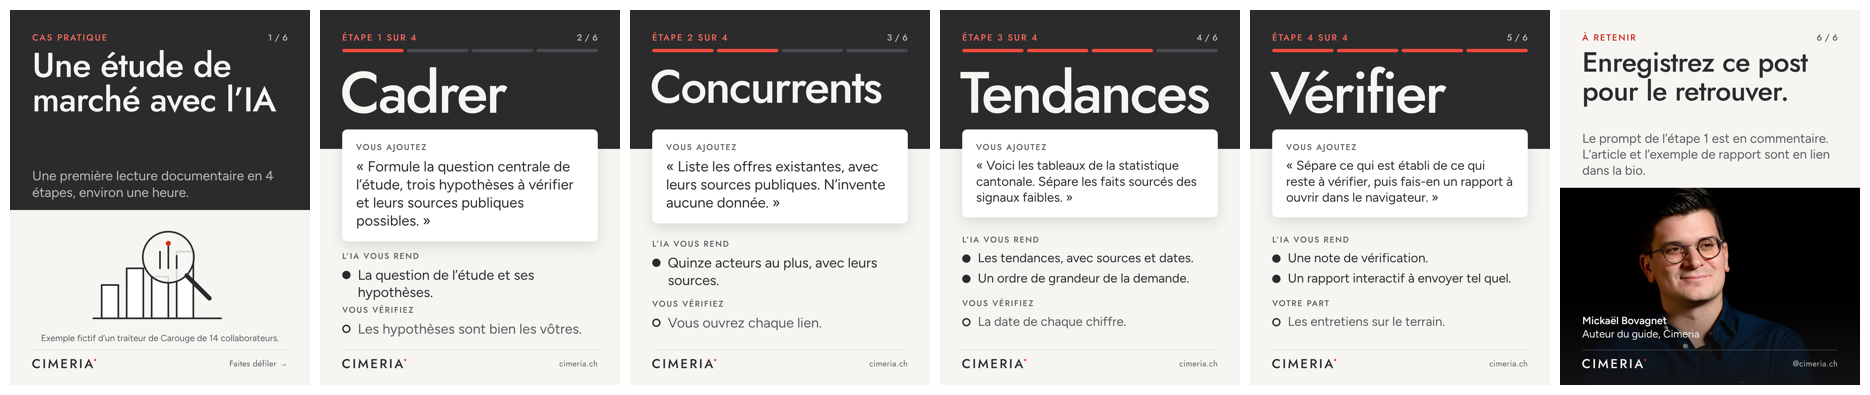 CAS PRATIQUE
1 / 6
Une étude de
marché avec l’IA
Une première lecture documentaire en 4
étapes, environ une heure.
Exemple fictif d’un traiteur de Carouge de 14 collaborateurs.
CIMERIA
Faites défiler →
ÉTAPE 1 SUR 4
2 / 6
Cadrer
VOUS AJOUTEZ
« Formule la question centrale de
l’étude, trois hypothèses à vérifier
et leurs sources publiques
possibles. »
L’IA VOUS REND
La question de l’étude et ses
hypothèses.
VOUS VÉRIFIEZ
Les hypothèses sont bien les vôtres.
CIMERIA
cimeria.ch
ÉTAPE 2 SUR 4
3 / 6
Concurrents
VOUS AJOUTEZ
« Liste les offres existantes, avec
leurs sources publiques. N’invente
aucune donnée. »
L’IA VOUS REND
Quinze acteurs au plus, avec leurs
sources.
VOUS VÉRIFIEZ
Vous ouvrez chaque lien.
CIMERIA
cimeria.ch
ÉTAPE 3 SUR 4
4 / 6
Tendances
VOUS AJOUTEZ
« Voici les tableaux de la statistique
cantonale. Sépare les faits sourcés des
signaux faibles. »
L’IA VOUS REND
Les tendances, avec sources et dates.
Un ordre de grandeur de la demande.
VOUS VÉRIFIEZ
La date de chaque chiffre.
CIMERIA
cimeria.ch
ÉTAPE 4 SUR 4
5 / 6
Vérifier
VOUS AJOUTEZ
« Sépare ce qui est établi de ce qui
reste à vérifier, puis fais-en un rapport à
ouvrir dans le navigateur. »
L’IA VOUS REND
Une note de vérification.
Un rapport interactif à envoyer tel quel.
VOTRE PART
Les entretiens sur le terrain.
CIMERIA
cimeria.ch
À RETENIR
6 / 6
Enregistrez ce post
pour le retrouver.
Le prompt de l’étape 1 est en commentaire.
L’article et l’exemple de rapport sont en lien
dans la bio.
Mickaël Bovagnet
Auteur du guide, Cimeria
CIMERIA
@cimeria.ch